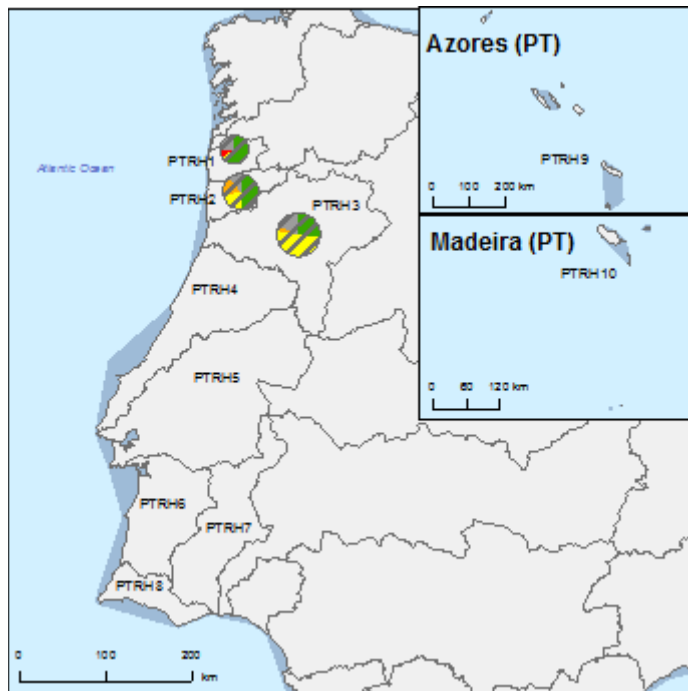 Azores (PT)
PTRH9
0 100 200 km
Madeira (PT)
PTRH10
0 60 120 km
Atlantic Ocean
PTRH1
PTRH2
PTRH3
PTRH4
PTRH5
PTRH6
PTRH7
PTRH8
0 100 200
km